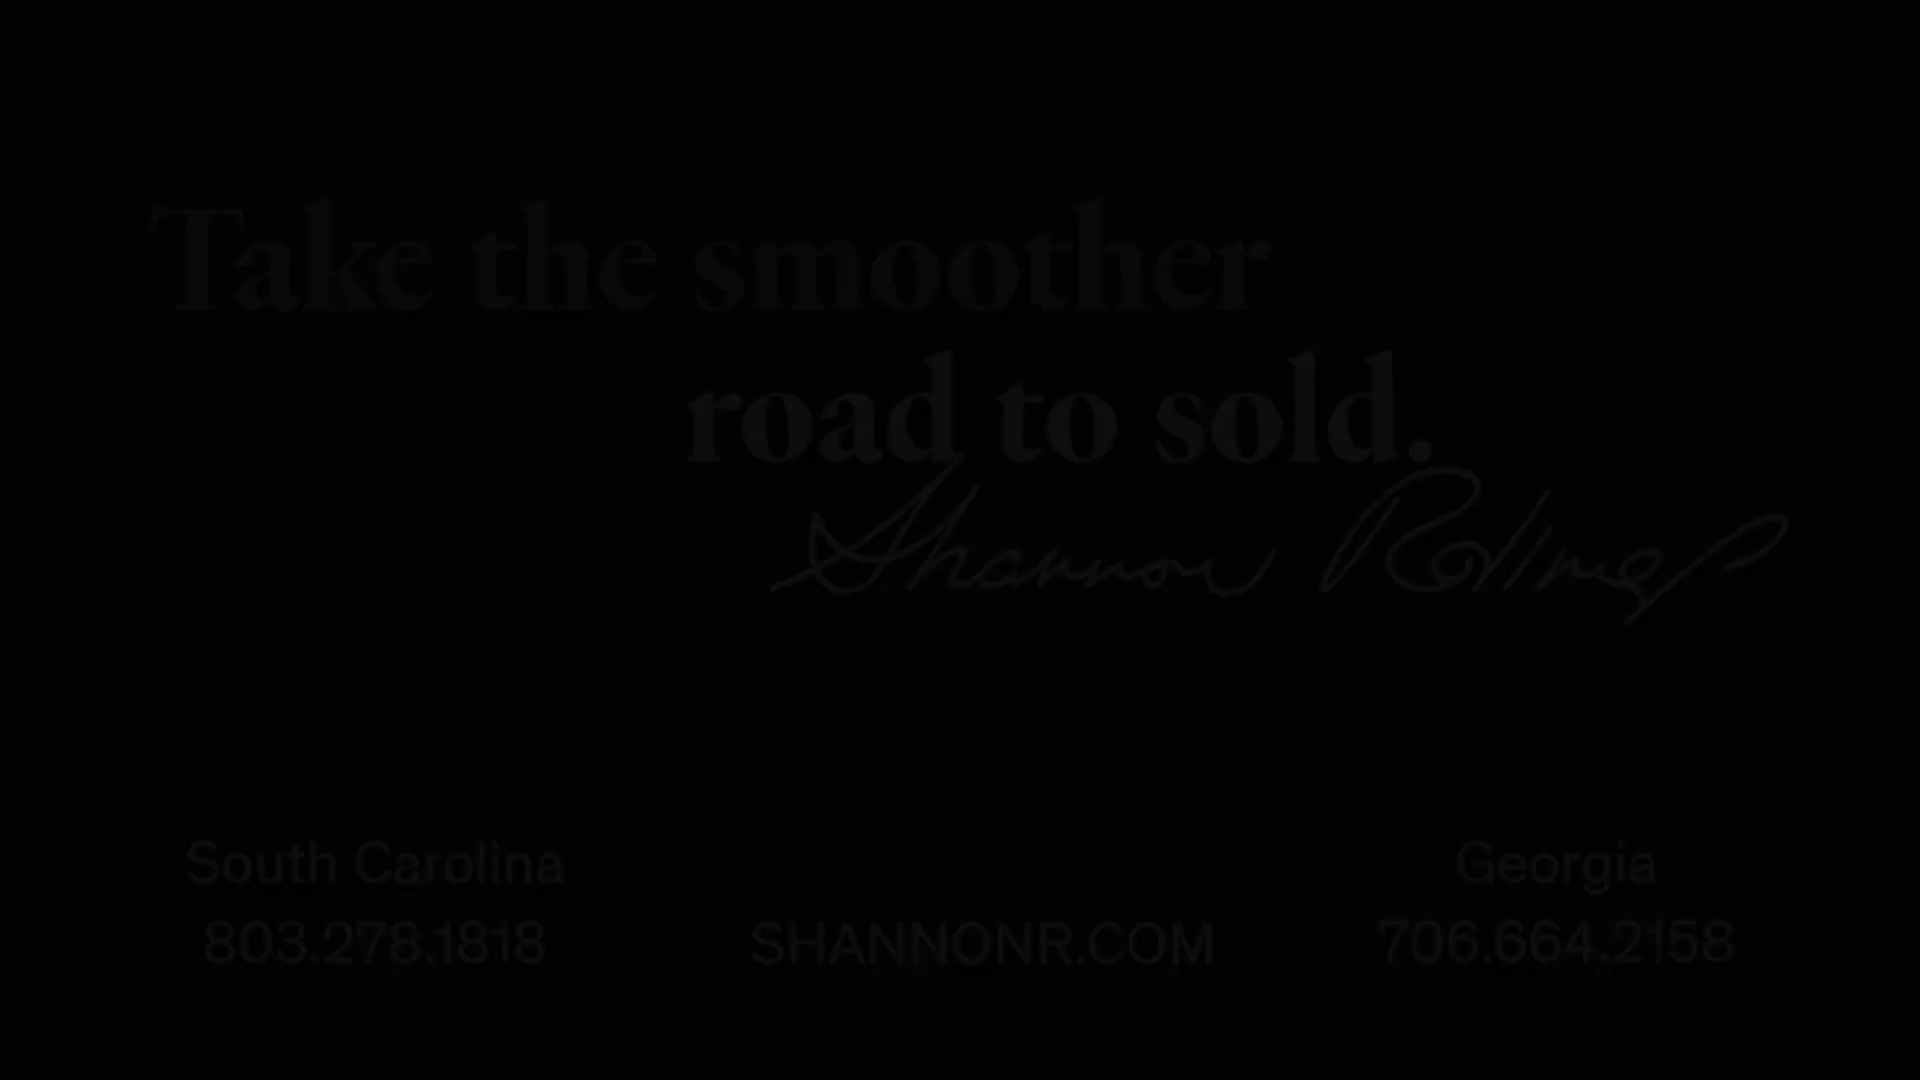 Take the smoother
road to sold.
Shannon Rollings
South Carolina
803.278.1818
SHANNONR.COM
Georgia
706.664.2158